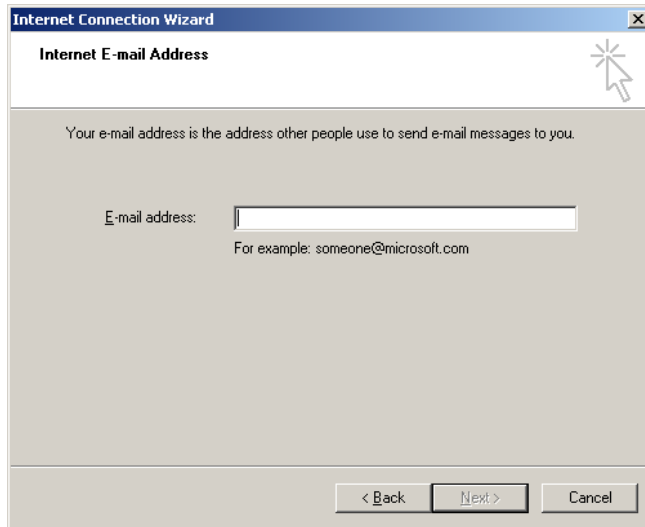 Internet Connection Wizard
Internet E-mail Address
Your e-mail address is the address other people use to send e-mail messages to you.
E-mail address:
For example: someone@microsoft.com
< Back Next > Cancel